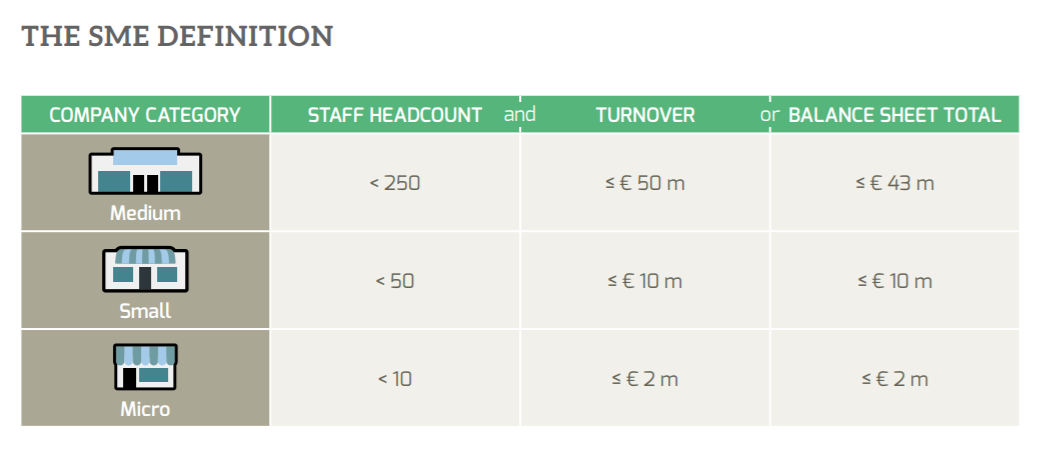 THE SME DEFINITION
COMPANY CATEGORY STAFF HEADCOUNT and TURNOVER or BALANCE SHEET TOTAL
Medium < 250 ≤ € 50 m ≤ € 43 m
Small < 50 ≤ € 10 m ≤ € 10 m
Micro < 10 ≤ € 2 m ≤ € 2 m